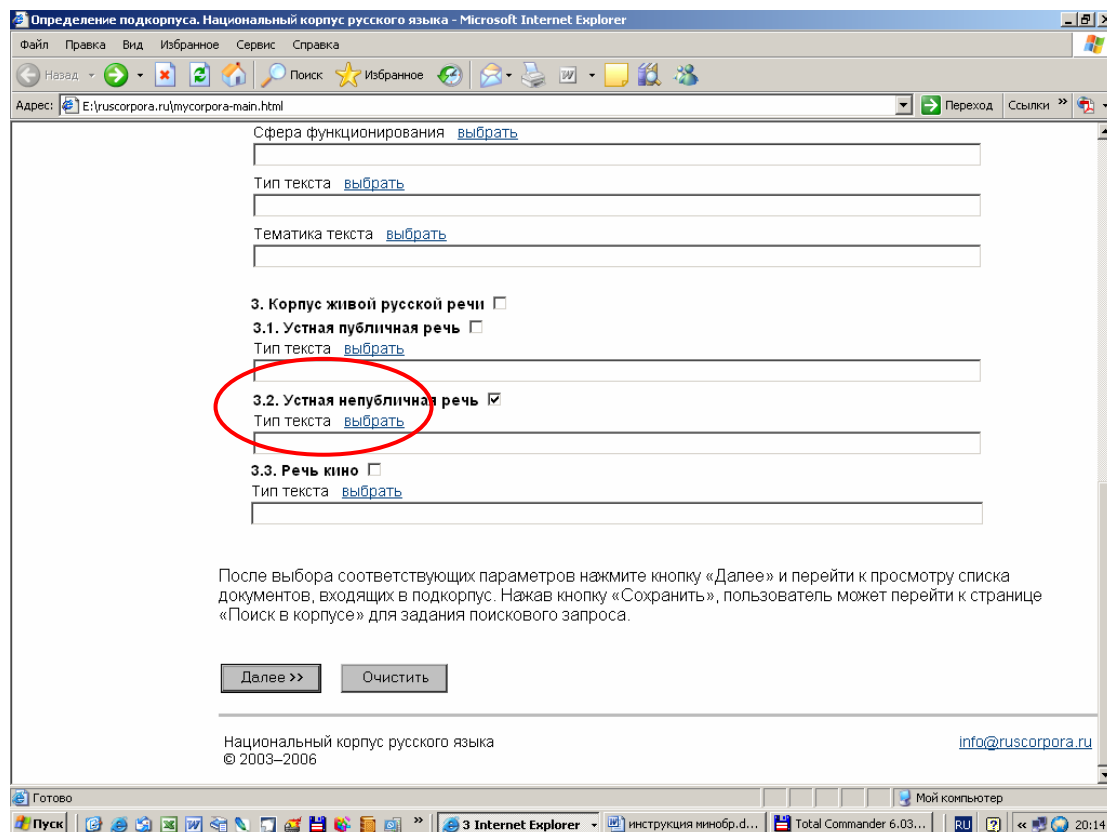 Определение подкорпуса. Национальный корпус русского языка - Microsoft Internet Explorer
Файл Правка Вид Избранное Сервис Справка
Назад Поиск Избранное
Адрес: E:\ruscorpora.ru\mycorpora-main.html Переход Ссылки »
Сфера функционирования выбрать
Тип текста выбрать
Тематика текста выбрать
3. Корпус живой русской речи
3.1. Устная публичная речь
Тип текста выбрать
3.2. Устная непубличная речь
Тип текста выбрать
3.3. Речь кино
Тип текста выбрать
После выбора соответствующих параметров нажмите кнопку «Далее» и перейти к просмотру списка
документов, входящих в подкорпус. Нажав кнопку «Сохранить», пользователь может перейти к странице
«Поиск в корпусе» для задания поискового запроса.
Далее >> Очистить
Национальный корпус русского языка info@ruscorpora.ru
© 2003–2006
Готово Мой компьютер
Пуск » 3 Internet Explorer инструкция минобр.d... Total Commander 6.03... RU « 20:14